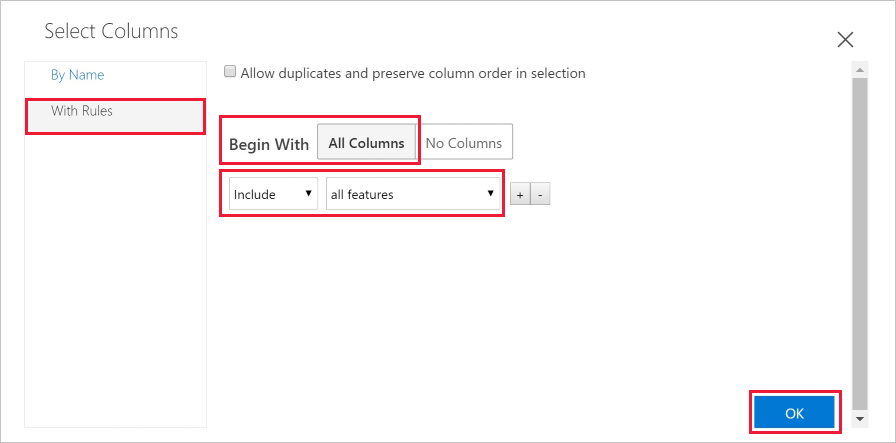 Select Columns
By Name
With Rules
Allow duplicates and preserve column order in selection
Begin With All Columns No Columns
Include all features + -
OK